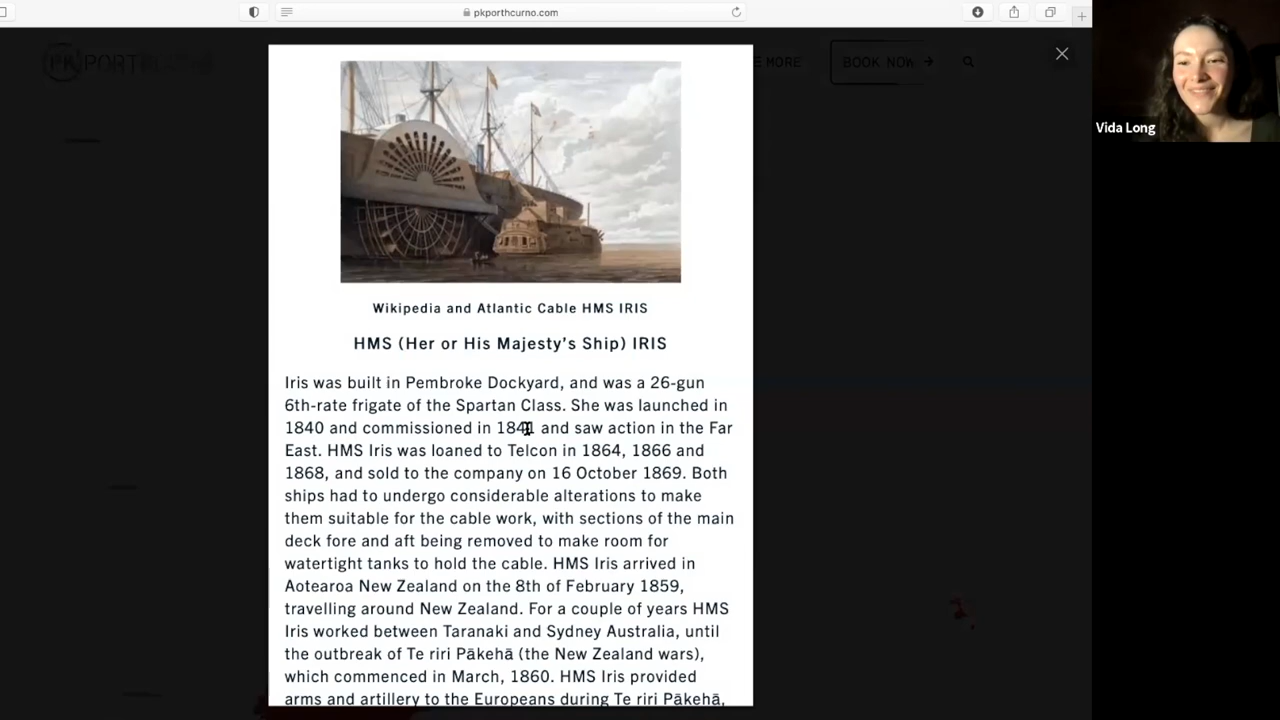 pkporthcurno.com
PK PORT
E MORE
BOOK NOW →
Vida Long
Wikipedia and Atlantic Cable HMS IRIS
HMS (Her or His Majesty's Ship) IRIS
Iris was built in Pembroke Dockyard, and was a 26-gun
6th-rate frigate of the Spartan Class. She was launched in
1840 and commissioned in 1841 and saw action in the Far
East. HMS Iris was loaned to Telcon in 1864, 1866 and
1868, and sold to the company on 16 October 1869. Both
ships had to undergo considerable alterations to make
them suitable for the cable work, with sections of the main
deck fore and aft being removed to make room for
watertight tanks to hold the cable. HMS Iris arrived in
Aotearoa New Zealand on the 8th of February 1859,
travelling around New Zealand. For a couple of years HMS
Iris worked between Taranaki and Sydney Australia, until
the outbreak of Te riri Pākehā (the New Zealand wars),
which commenced in March, 1860. HMS Iris provided
arms and artillery to the Europeans during Te riri Pākehā,